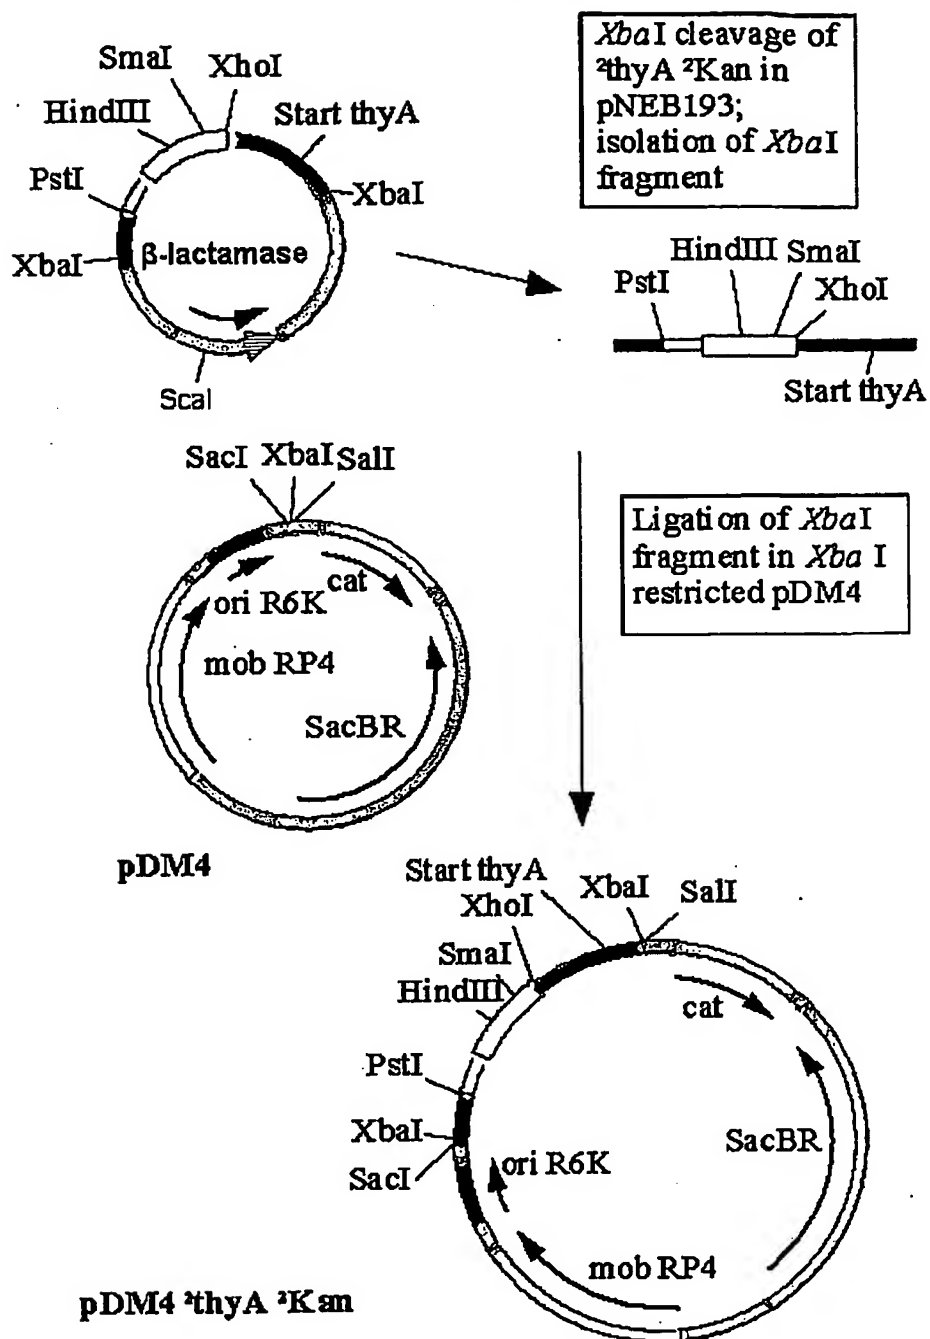 SmaI
XhoI
HindIII
Start thyA
PstI
XbaI
XbaI
β-lactamase
ScaI
XbaI cleavage of
²thyA ²Kan in
pNEB193;
isolation of XbaI
fragment
HindIII SmaI
PstI
XhoI
Start thyA
SacI XbaI SalI
cat
ori R6K
mob RP4
SacBR
pDM4
Ligation of XbaI
fragment in Xba I
restricted pDM4
Start thyA
XbaI
SalI
XhoI
SmaI
HindIII
cat
PstI
XbaI
SacBR
SacI
ori R6K
mob RP4
pDM4 ²thyA ²Kan